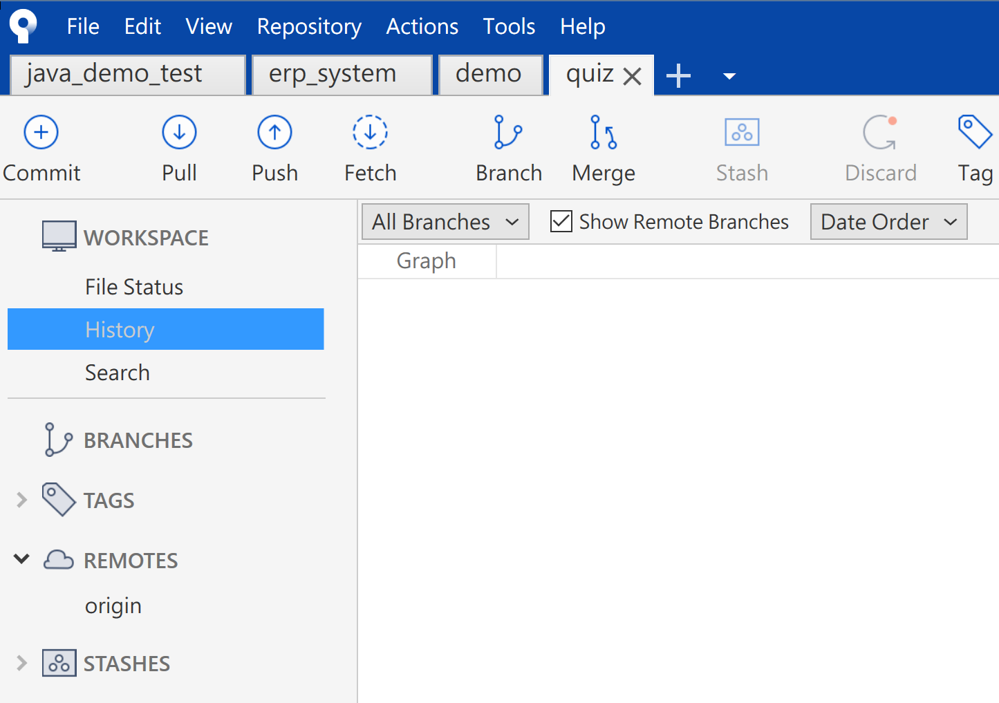 File Edit View Repository Actions Tools Help
java_demo_test erp_system demo quiz
Commit Pull Push Fetch Branch Merge Stash Discard Tag
All Branches Show Remote Branches Date Order
Graph
WORKSPACE
File Status
History
Search
BRANCHES
TAGS
REMOTES
origin
STASHES